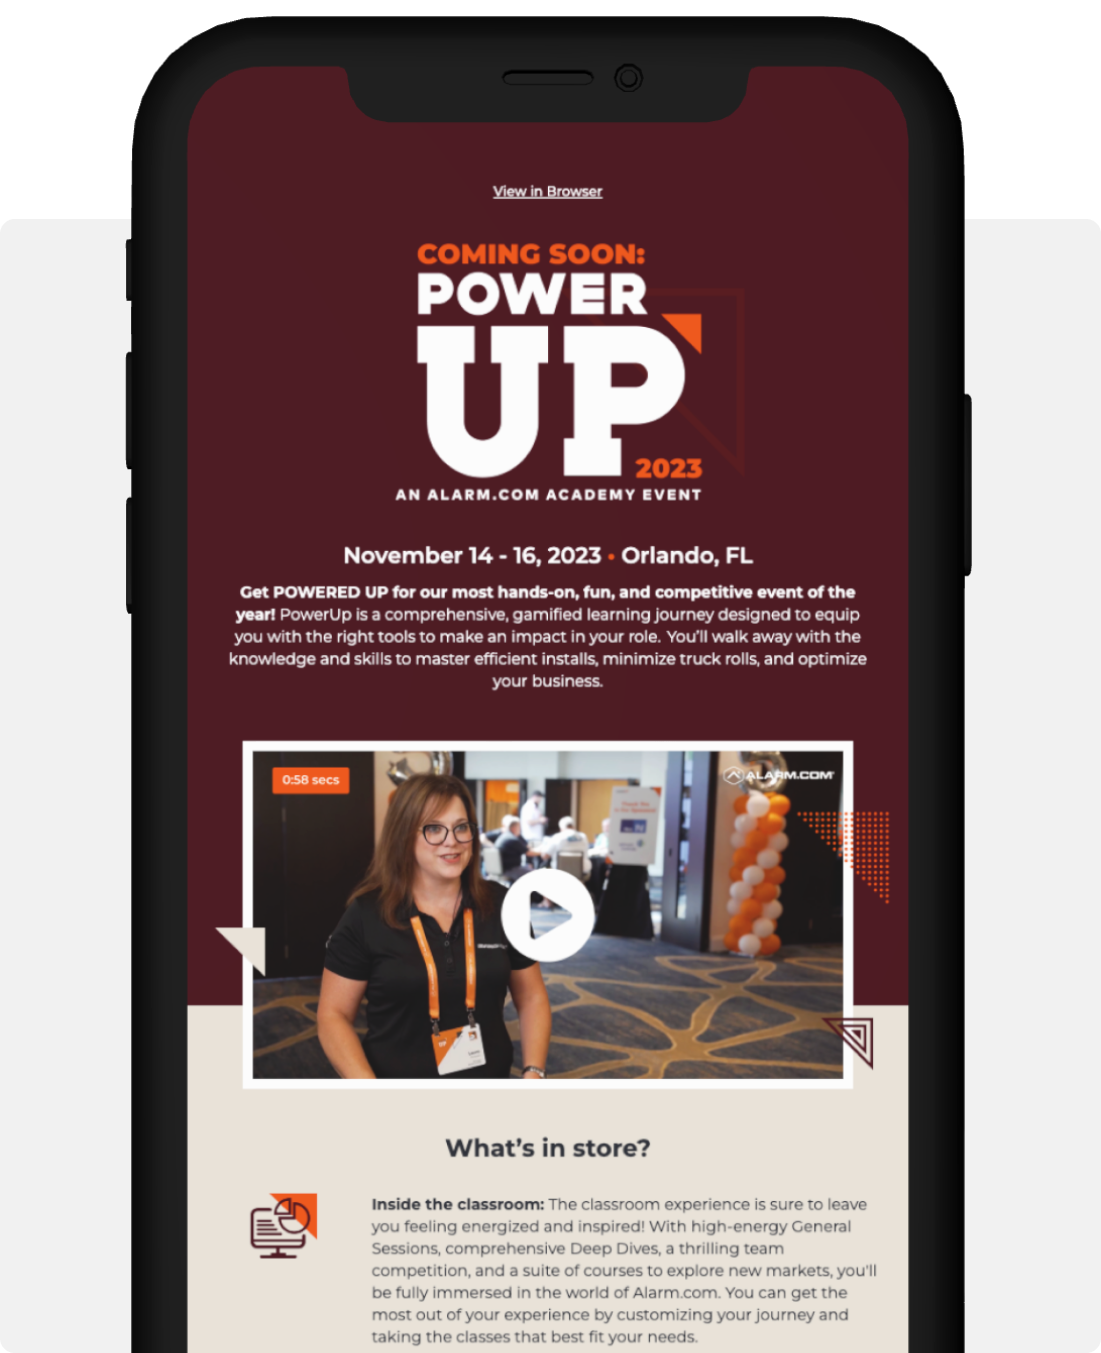 View in Browser
COMING SOON:
POWER
UP
2023
AN ALARM.COM ACADEMY EVENT
November 14 - 16, 2023 • Orlando, FL
Get POWERED UP for our most hands-on, fun, and competitive event of the
year! PowerUp is a comprehensive, gamified learning journey designed to equip
you with the right tools to make an impact in your role. You'll walk away with the
knowledge and skills to master efficient installs, minimize truck rolls, and optimize
your business.
0:58 secs
ALARM.COM
What's in store?
Inside the classroom: The classroom experience is sure to leave
you feeling energized and inspired! With high-energy General
Sessions, comprehensive Deep Dives, a thrilling team
competition, and a suite of courses to explore new markets, you'll
be fully immersed in the world of Alarm.com. You can get the
most out of your experience by customizing your journey and
taking the classes that best fit your needs.